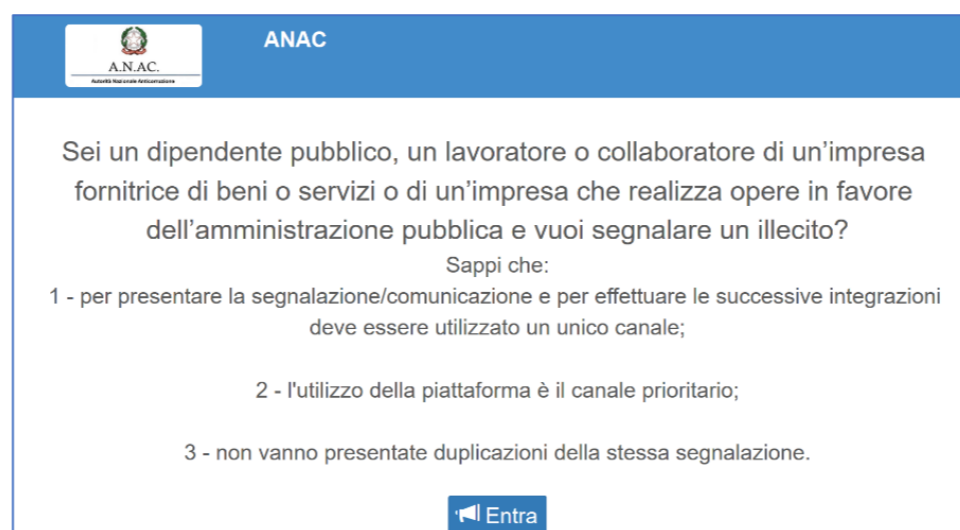 ANAC
A.N.AC.
Autorità Nazionale Anticorruzione
Sei un dipendente pubblico, un lavoratore o collaboratore di un’impresa
fornitrice di beni o servizi o di un’impresa che realizza opere in favore
dell’amministrazione pubblica e vuoi segnalare un illecito?
Sappi che:
1 - per presentare la segnalazione/comunicazione e per effettuare le successive integrazioni
deve essere utilizzato un unico canale;
2 - l'utilizzo della piattaforma è il canale prioritario;
3 - non vanno presentate duplicazioni della stessa segnalazione.
Entra